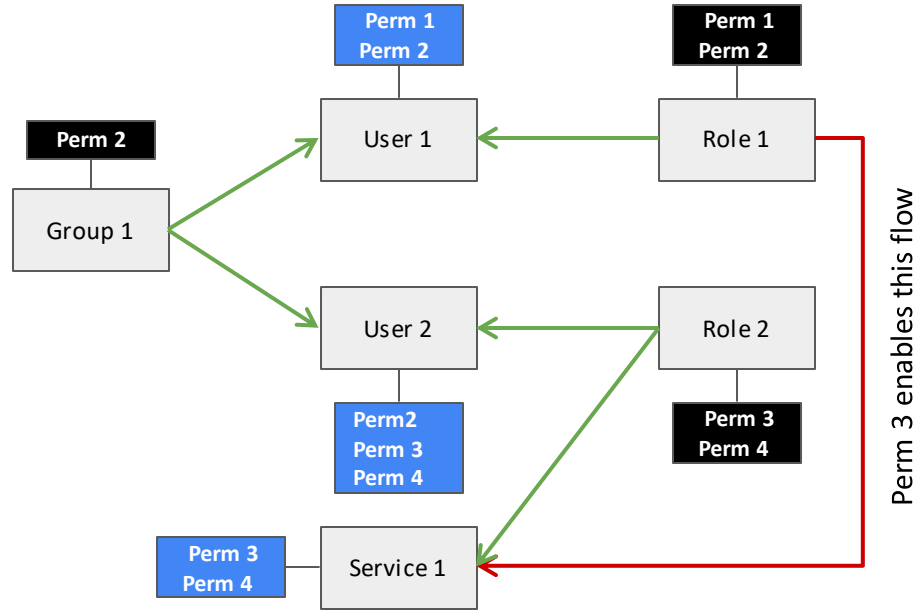 Perm 1
Perm 2
Perm 1
Perm 2
Perm 2
User 1
Role 1
Group 1
User 2
Role 2
Perm2
Perm 3
Perm 4
Perm 3
Perm 4
Perm 3
Perm 4
Service 1
Perm 3 enables this flow